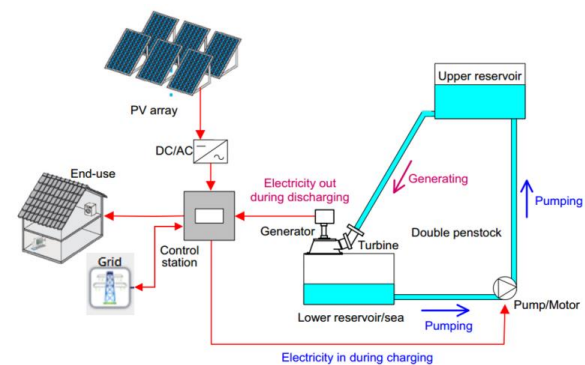 PV array
Upper reservoir
DC/AC
End-use
Electricity out
during discharging
Generating
Pumping
Generator
Turbine
Double penstock
Control
station
Grid
Lower reservoir/sea
Pump/Motor
Pumping
Electricity in during charging